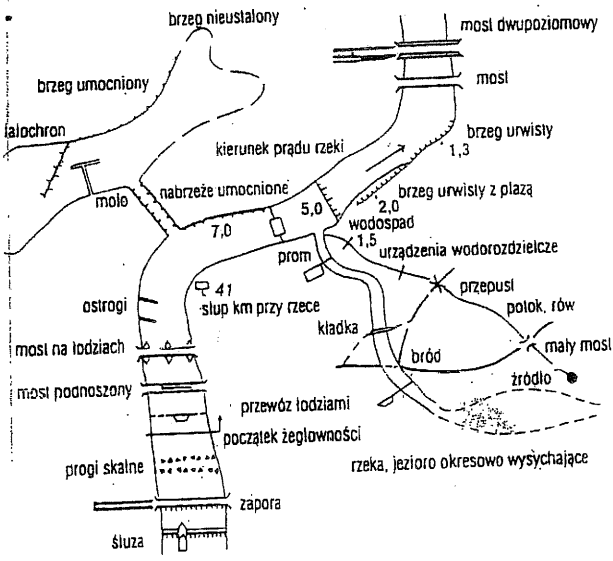 brzeg nieustalony
most dwupoziomowy
brzeg umocniony
most
falochron
kierunek prądu rzeki
brzeg urwisty
1,3
molo
nabrzeże umocnione
brzeg urwisty z plażą
5,0
2,0
7,0
wodospad
1,5
prom
urządzenia wodorozdzielcze
41
przepust
ostrogi
słup km przy rzece
potok, rów
kładka
most na łodziach
bród
mały most
most podnoszony
źródło
przewóz łodziami
początek żeglowności
progi skalne
rzeka, jezioro okresowo wysychające
zapora
śluza